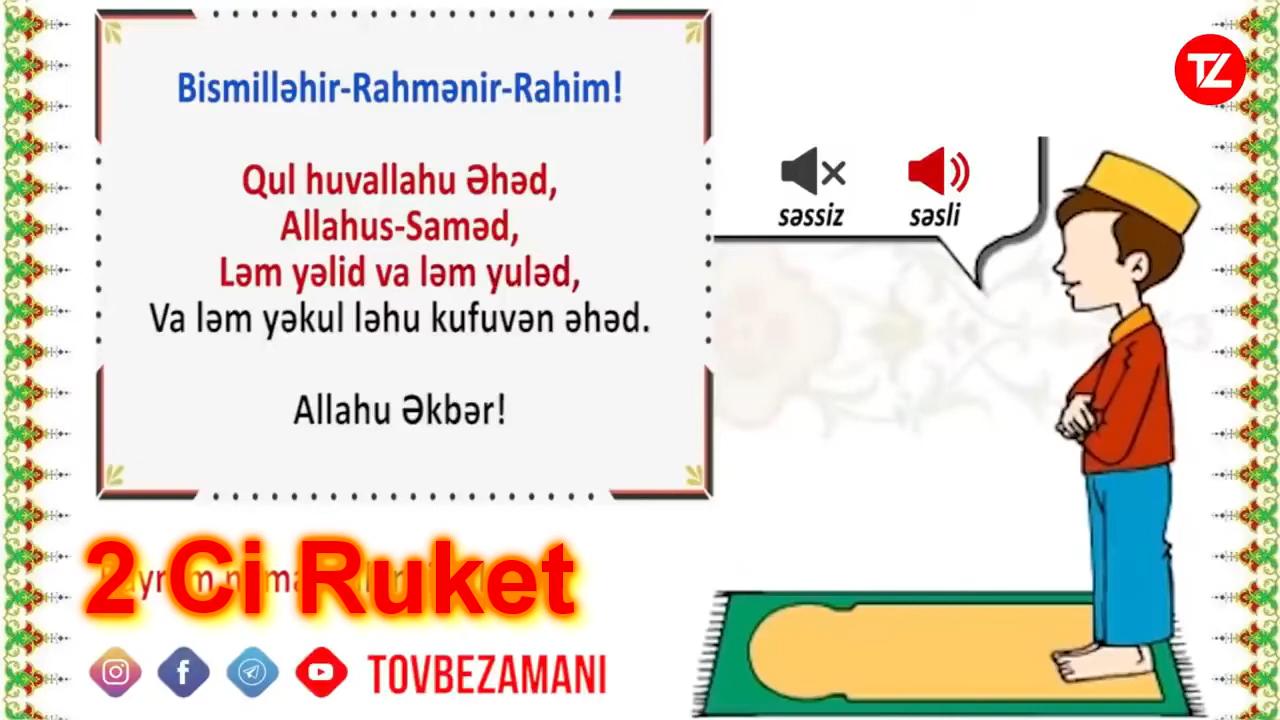 Bismilləhir-Rahmənir-Rahim!
Qul huvallahu Əhəd,
Allahus-Saməd,
Ləm yəlid va ləm yuləd,
Va ləm yəkul ləhu kufuvən əhəd.
Allahu Əkbər!
TZ
səssiz
səsli
2 Ci Ruket
TOVBEZAMANI